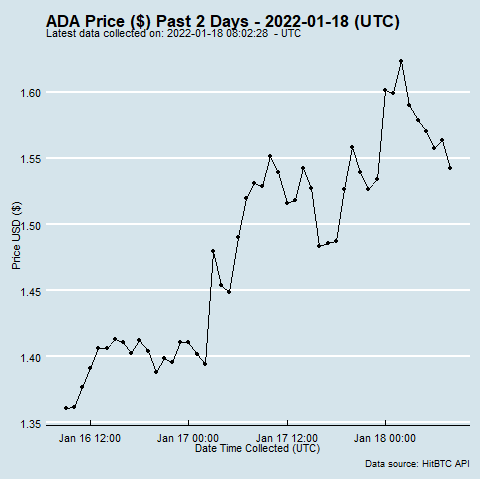 ADA Price ($) Past 2 Days - 2022-01-18 (UTC)
Latest data collected on: 2022-01-18 08:02:28 - UTC
Price USD ($)
1.60
1.55
1.50
1.45
1.40
1.35
Jan 16 12:00
Jan 17 00:00
Jan 17 12:00
Jan 18 00:00
Date Time Collected (UTC)
Data source: HitBTC API